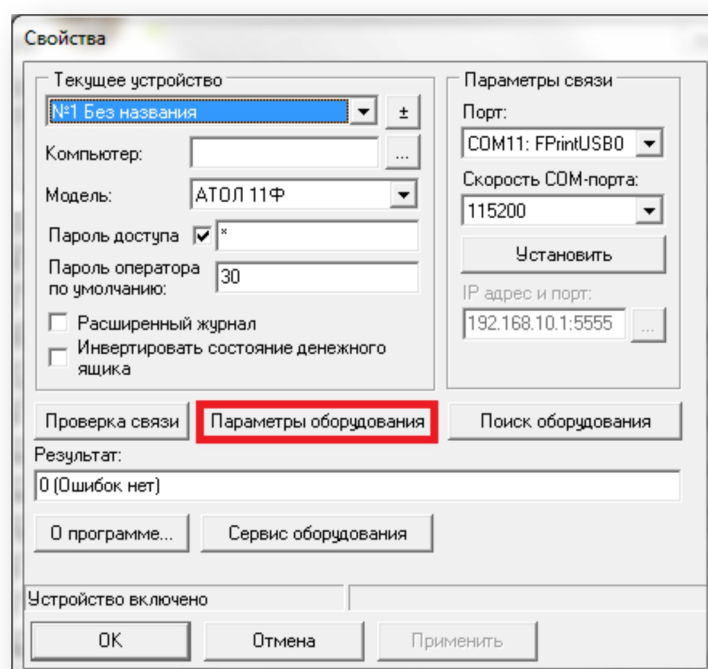 Свойства
Текущее устройство
№1 Без названия
±
Компьютер:
...
Модель:
АТОЛ 11Ф
Пароль доступа
*
Пароль оператора
по умолчанию:
30
Расширенный журнал
Инвертировать состояние денежного
ящика
Параметры связи
Порт:
COM11: FPrintUSB0
Скорость COM-порта:
115200
Установить
IP адрес и порт:
192.168.10.1:5555
...
Проверка связи
Параметры оборудования
Поиск оборудования
Результат:
0 (Ошибок нет)
О программе...
Сервис оборудования
Устройство включено
ОК
Отмена
Применить